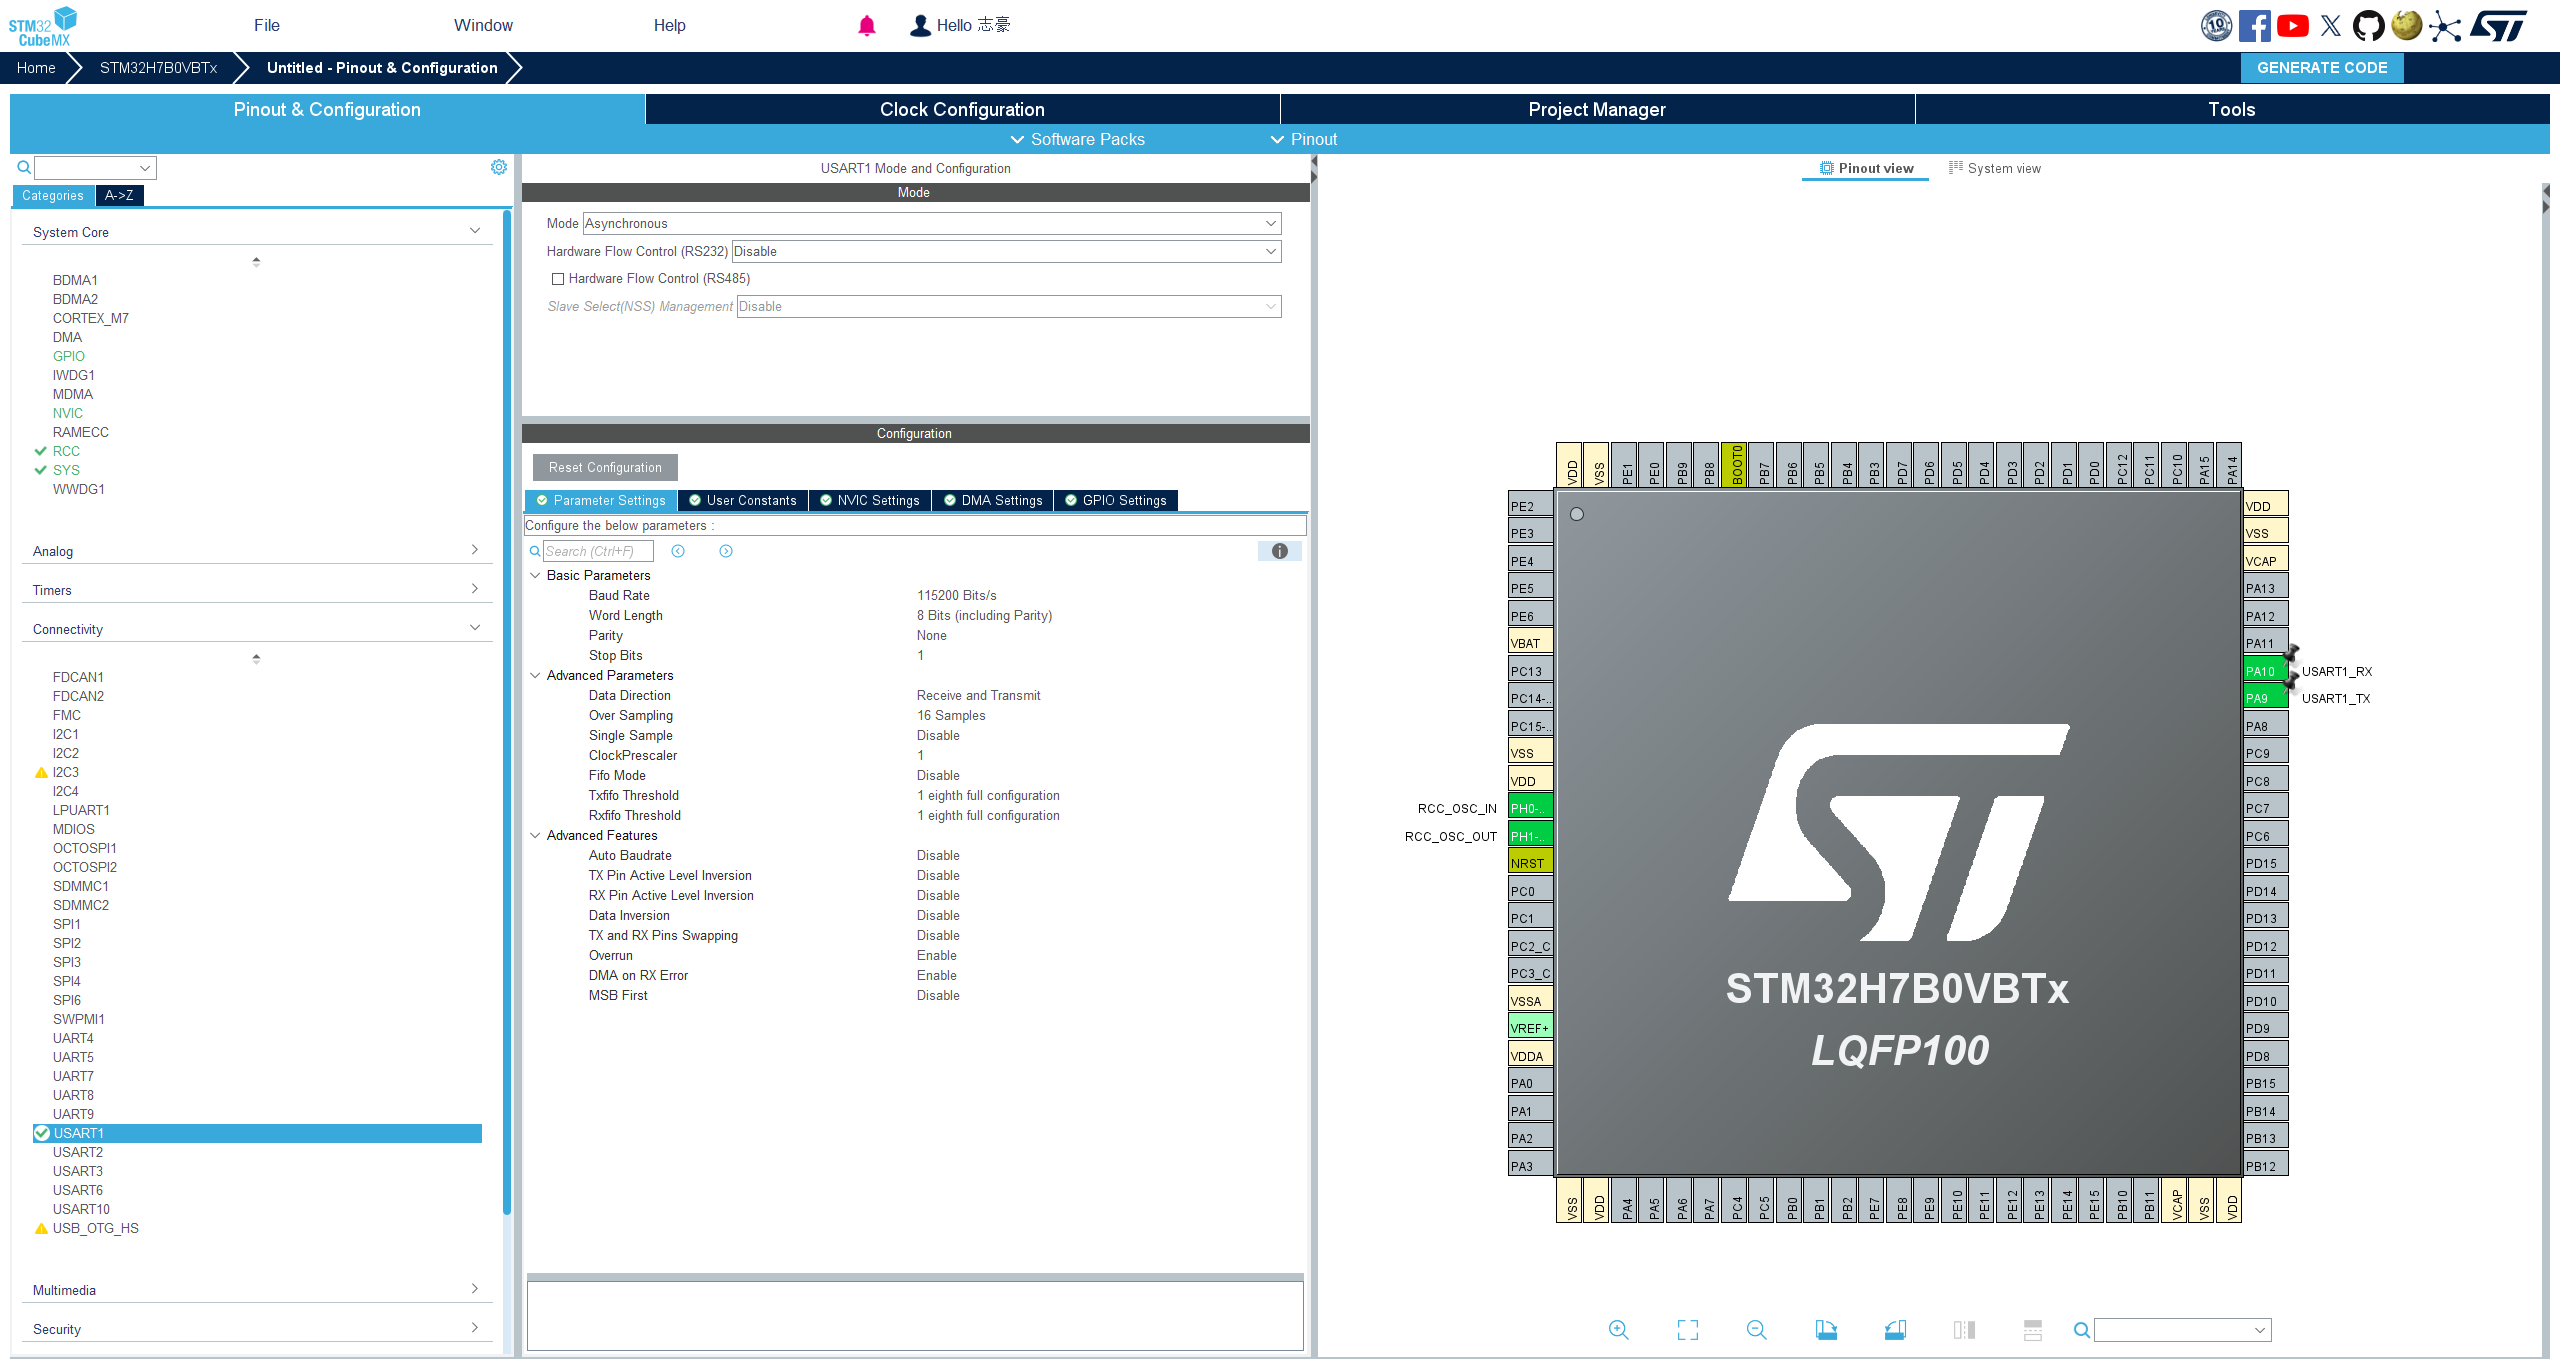 STM32
CubeMX
File
Window
Help
Hello 志豪
Home
STM32H7B0VBTx
Untitled - Pinout & Configuration
GENERATE CODE
Pinout & Configuration
Clock Configuration
Project Manager
Tools
Software Packs
Pinout
Categories
A->Z
System Core
BDMA1
BDMA2
CORTEX_M7
DMA
GPIO
IWDG1
MDMA
NVIC
RAMECC
RCC
SYS
WWDG1
Analog
Timers
Connectivity
FDCAN1
FDCAN2
FMC
I2C1
I2C2
I2C3
I2C4
LPUART1
MDIOS
OCTOSPI1
OCTOSPI2
SDMMC1
SDMMC2
SPI1
SPI2
SPI3
SPI4
SPI6
SWPMI1
UART4
UART5
UART7
UART8
UART9
USART1
USART2
USART3
USART6
USART10
USB_OTG_HS
Multimedia
Security
USART1 Mode and Configuration
Mode
Mode Asynchronous
Hardware Flow Control (RS232) Disable
Hardware Flow Control (RS485)
Slave Select(NSS) Management Disable
Configuration
Reset Configuration
Parameter Settings
User Constants
NVIC Settings
DMA Settings
GPIO Settings
Configure the below parameters :
Search (Ctrl+F)
Basic Parameters
Baud Rate 115200 Bits/s
Word Length 8 Bits (including Parity)
Parity None
Stop Bits 1
Advanced Parameters
Data Direction Receive and Transmit
Over Sampling 16 Samples
Single Sample Disable
ClockPrescaler 1
Fifo Mode Disable
Txfifo Threshold 1 eighth full configuration
Rxfifo Threshold 1 eighth full configuration
Advanced Features
Auto Baudrate Disable
TX Pin Active Level Inversion Disable
RX Pin Active Level Inversion Disable
Data Inversion Disable
TX and RX Pins Swapping Disable
Overrun Enable
DMA on RX Error Enable
MSB First Disable
Pinout view
System view
VDD
VSS
PE1
PE0
PB9
PB8
BOOT0
PB7
PB6
PB5
PB4
PB3
PD7
PD6
PD5
PD4
PD3
PD2
PD1
PD0
PC12
PC11
PC10
PA15
PA14
PE2
PE3
PE4
PE5
PE6
VBAT
PC13
PC14-..
PC15-..
VSS
VDD
RCC_OSC_IN PH0-..
RCC_OSC_OUT PH1-..
NRST
PC0
PC1
PC2_C
PC3_C
VSSA
VREF+
VDDA
PA0
PA1
PA2
PA3
STM32H7B0VBTx
LQFP100
VDD
VSS
VCAP
PA13
PA12
PA11
PA10 USART1_RX
PA9 USART1_TX
PA8
PC9
PC8
PC7
PC6
PD15
PD14
PD13
PD12
PD11
PD10
PD9
PD8
PB15
PB14
PB13
PB12
VSS
VDD
PA4
PA5
PA6
PA7
PC4
PC5
PB0
PB1
PB2
PE7
PE8
PE9
PE10
PE11
PE12
PE13
PE14
PE15
PB10
PB11
VCAP
VSS
VDD